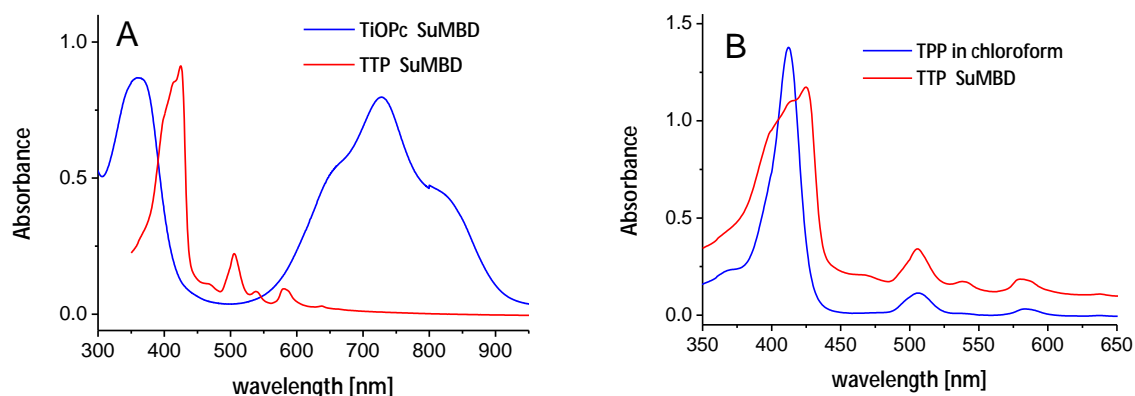 A
TiOPc SuMBD
TTP SuMBD
Absorbance
1.0
0.5
0.0
300 400 500 600 700 800 900
wavelength [nm]
B
TPP in chloroform
TTP SuMBD
Absorbance
1.5
1.0
0.5
0.0
350 400 450 500 550 600 650
wavelength [nm]